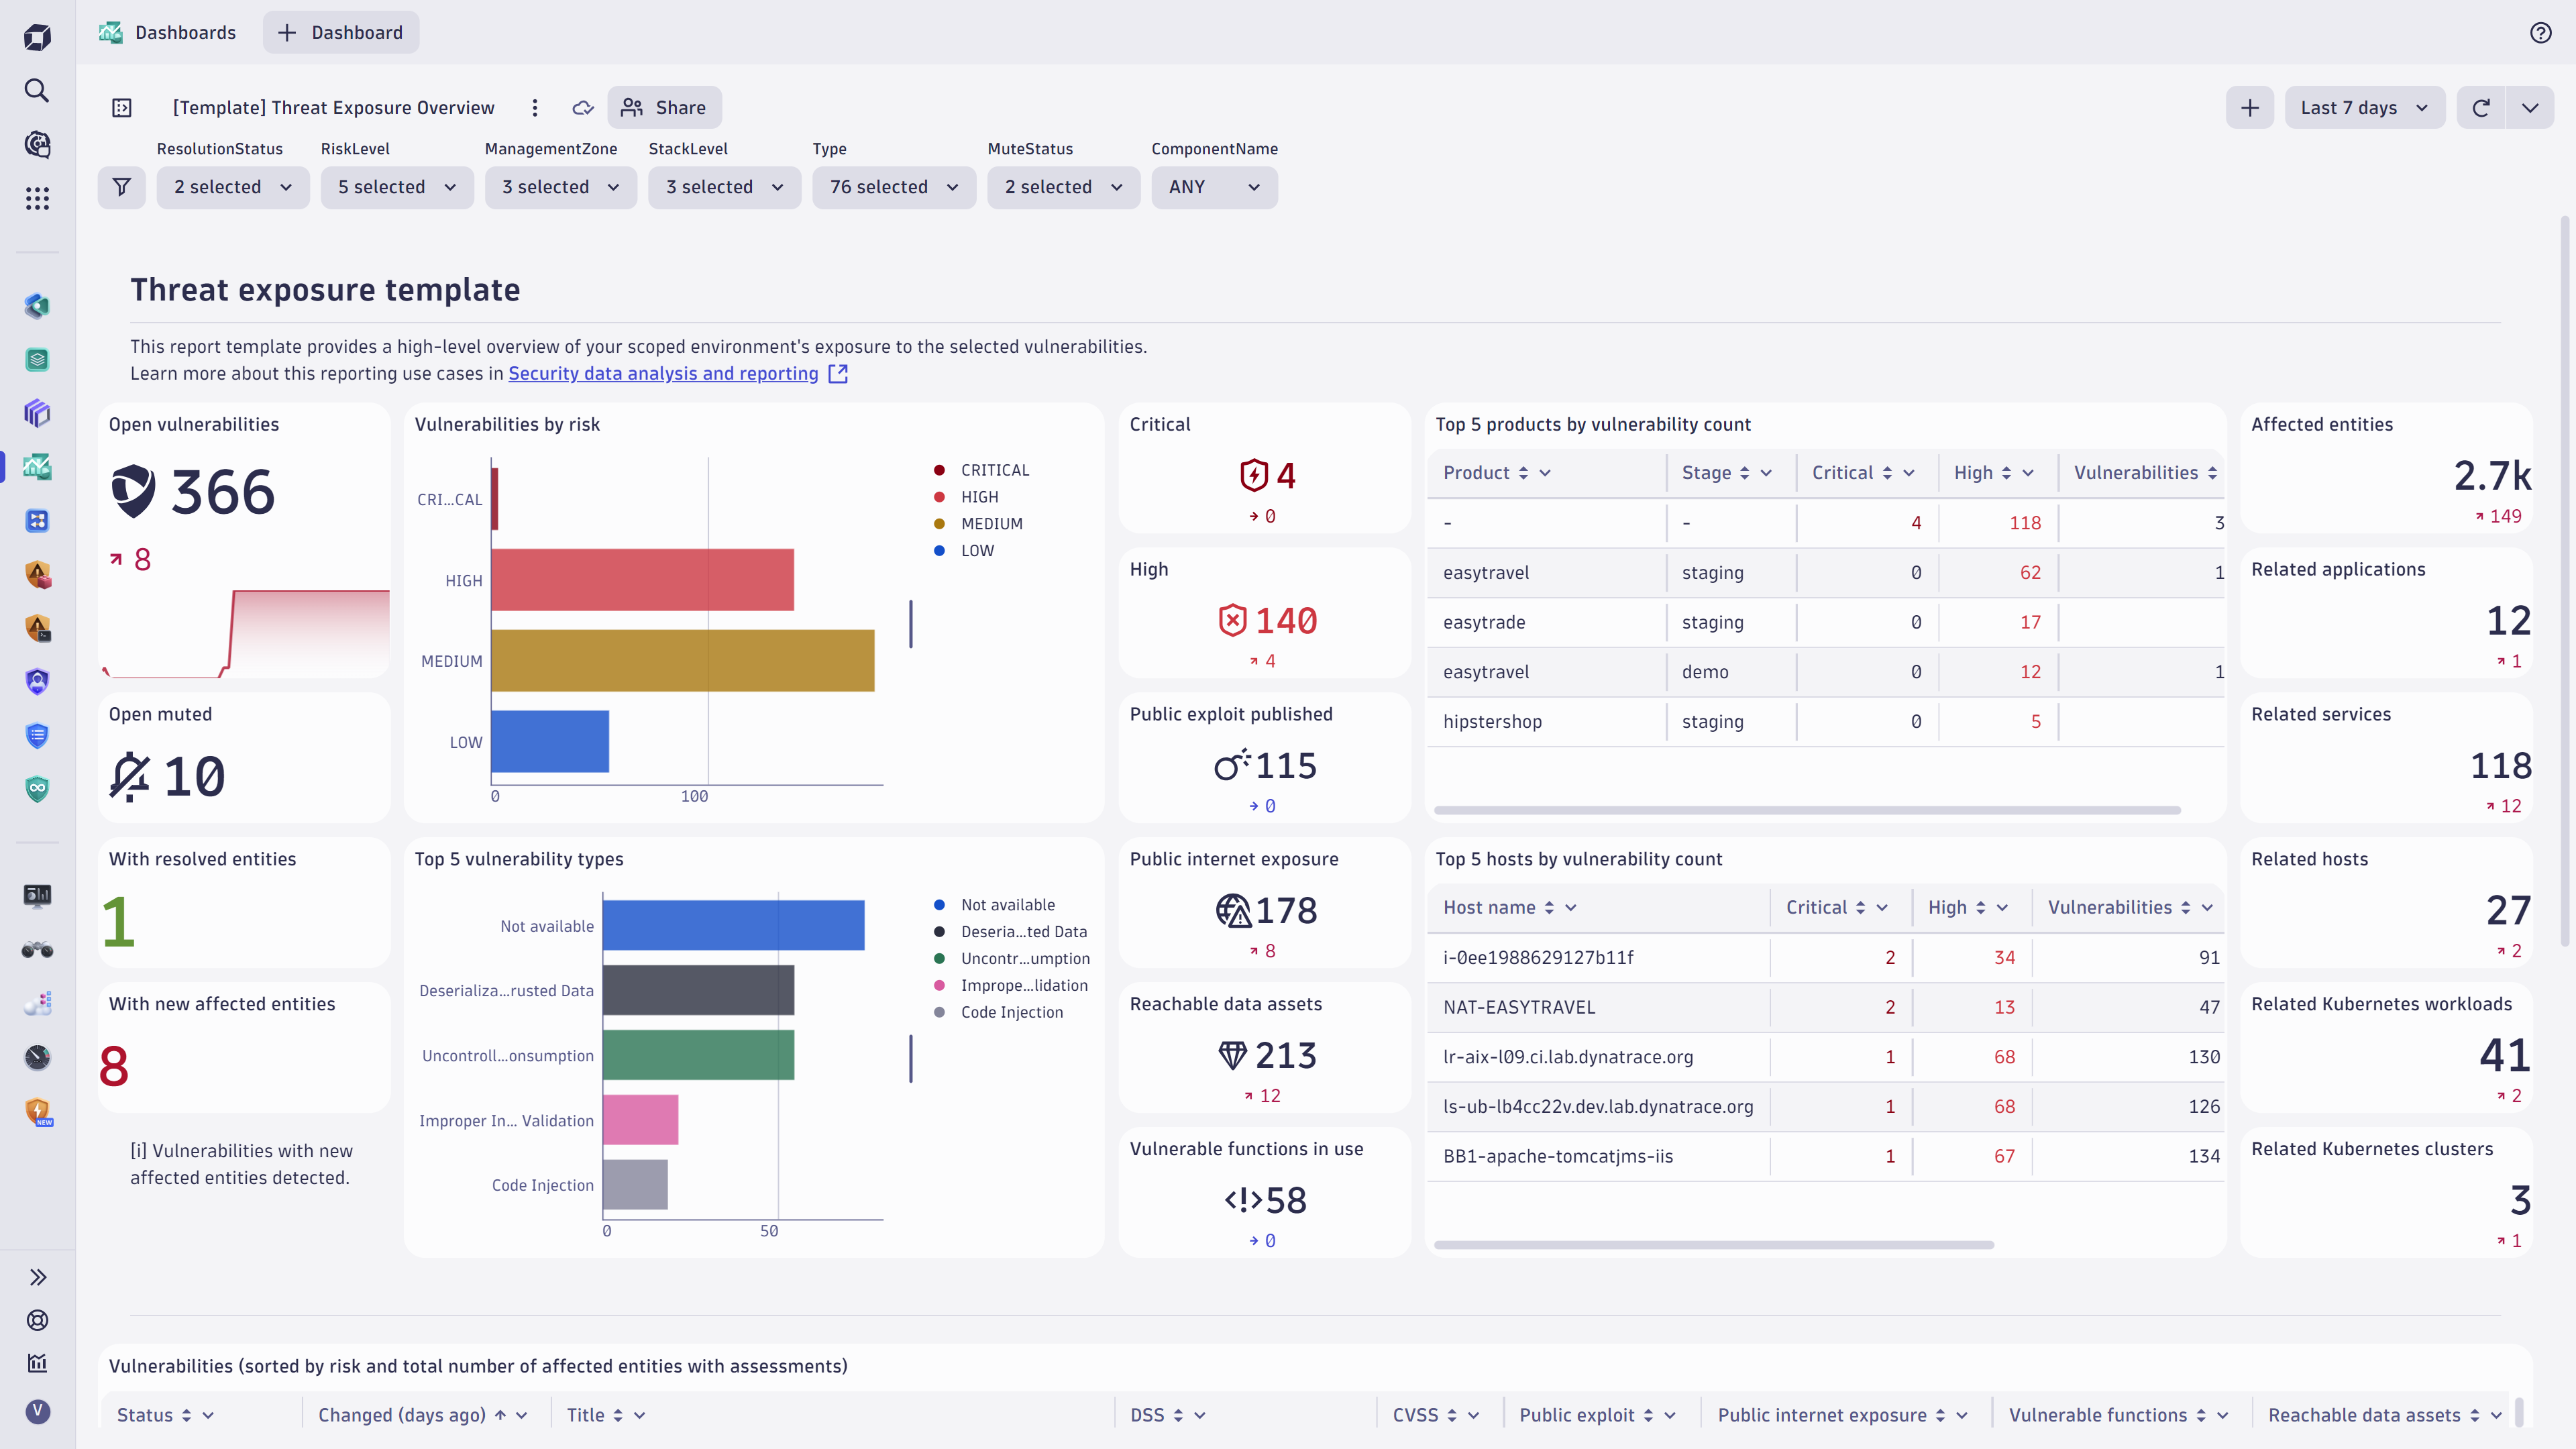 Dashboards
Dashboard
[Template] Threat Exposure Overview
Share
Last 7 days
ResolutionStatus
2 selected
RiskLevel
5 selected
ManagementZone
3 selected
StackLevel
3 selected
Type
76 selected
MuteStatus
2 selected
ComponentName
ANY
Threat exposure template
This report template provides a high-level overview of your scoped environment's exposure to the selected vulnerabilities.
Learn more about this reporting use cases in Security data analysis and reporting
Open vulnerabilities
366
8
Open muted
10
With resolved entities
1
With new affected entities
8
[i] Vulnerabilities with new
affected entities detected.
Vulnerabilities by risk
CRI...CAL
HIGH
MEDIUM
LOW
0 100
CRITICAL
HIGH
MEDIUM
LOW
Top 5 vulnerability types
Not available
Deserializa...rusted Data
Uncontroll...onsumption
Improper In... Validation
Code Injection
0 50
Not available
Deseria...ted Data
Uncontr...umption
Imprope...lidation
Code Injection
Critical
4
0
High
140
4
Public exploit published
115
0
Public internet exposure
178
8
Reachable data assets
213
12
Vulnerable functions in use
<!>58
0
Top 5 products by vulnerability count
Product Stage Critical High Vulnerabilities
- - 4 118 3
easytravel staging 0 62 1
easytrade staging 0 17
easytravel demo 0 12 1
hipstershop staging 0 5
Top 5 hosts by vulnerability count
Host name Critical High Vulnerabilities
i-0ee1988629127b11f 2 34 91
NAT-EASYTRAVEL 2 13 47
lr-aix-l09.ci.lab.dynatrace.org 1 68 130
ls-ub-lb4cc22v.dev.lab.dynatrace.org 1 68 126
BB1-apache-tomcatjms-iis 1 67 134
Affected entities
2.7k
149
Related applications
12
1
Related services
118
12
Related hosts
27
2
Related Kubernetes workloads
41
2
Related Kubernetes clusters
3
1
NEW
V
Vulnerabilities (sorted by risk and total number of affected entities with assessments)
Status Changed (days ago) Title DSS CVSS Public exploit Public internet exposure Vulnerable functions Reachable data assets